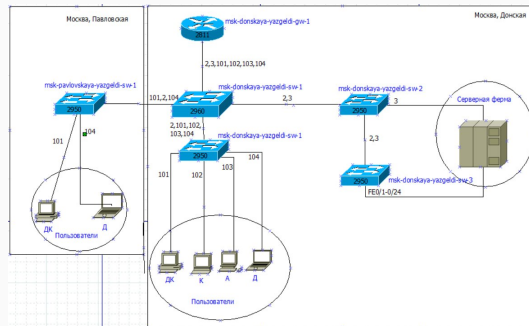 Москва, Павловская
Москва, Донская
msk-donskaya-yazgeldi-gw-1
2811
2,3,101,102,103,104
msk-pavlovskaya-yazgeldi-sw-1
2950
101,2,104
msk-donskaya-yazgeldi-sw-1
2960
2,3
msk-donskaya-yazgeldi-sw-2
2950
3
Серверная ферма
2,101,102,
103,104
msk-donskaya-yazgeldi-sw-1
2950
2,3
msk-donskaya-yazgeldi-sw-3
2950
FE0/1-0/24
101
104
101
102
103
104
ДК
Д
Пользователи
ДК
К
А
Д
Пользователи